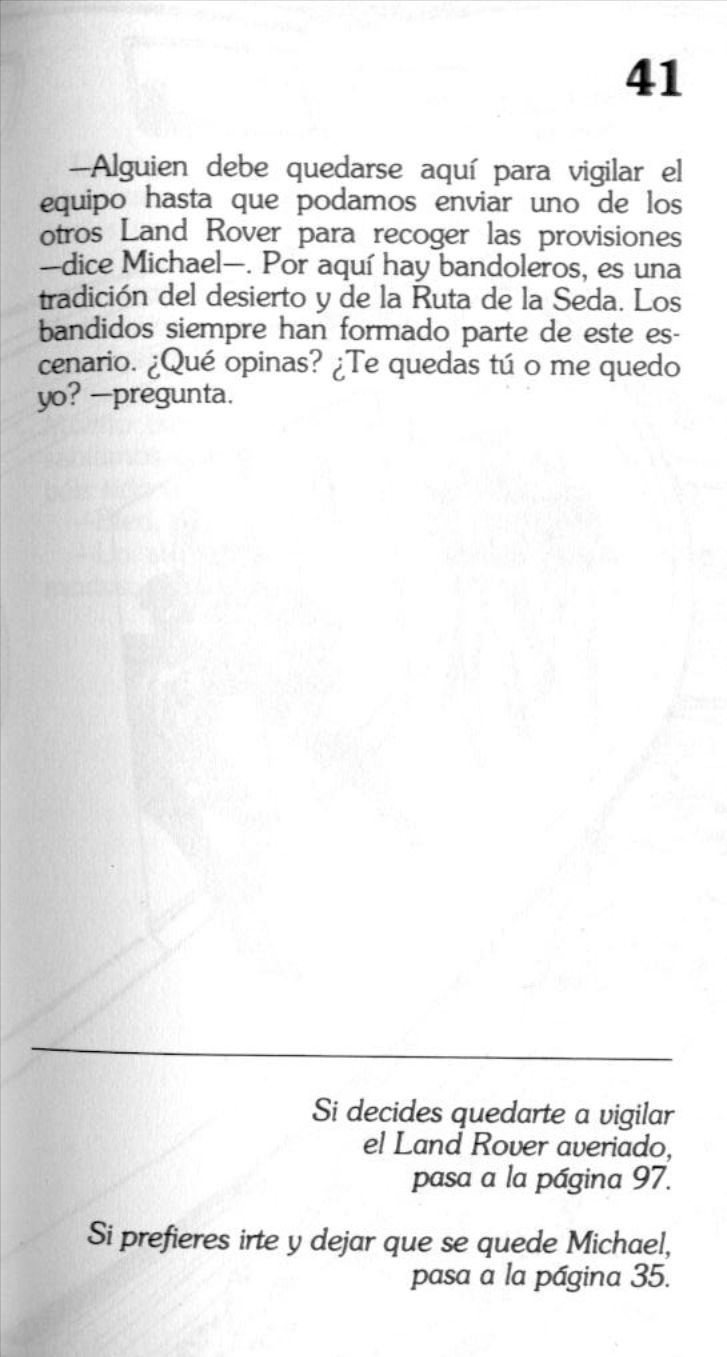 41
—Alguien debe quedarse aquí para vigilar el
equipo hasta que podamos enviar uno de los
otros Land Rover para recoger las provisiones
—dice Michael—. Por aquí hay bandoleros, es una
tradición del desierto y de la Ruta de la Seda. Los
bandidos siempre han formado parte de este es-
cenario. ¿Qué opinas? ¿Te quedas tú o me quedo
yo? —pregunta.
Si decides quedarte a vigilar
el Land Rover averiado,
pasa a la página 97.
Si prefieres irte y dejar que se quede Michael,
pasa a la página 35.